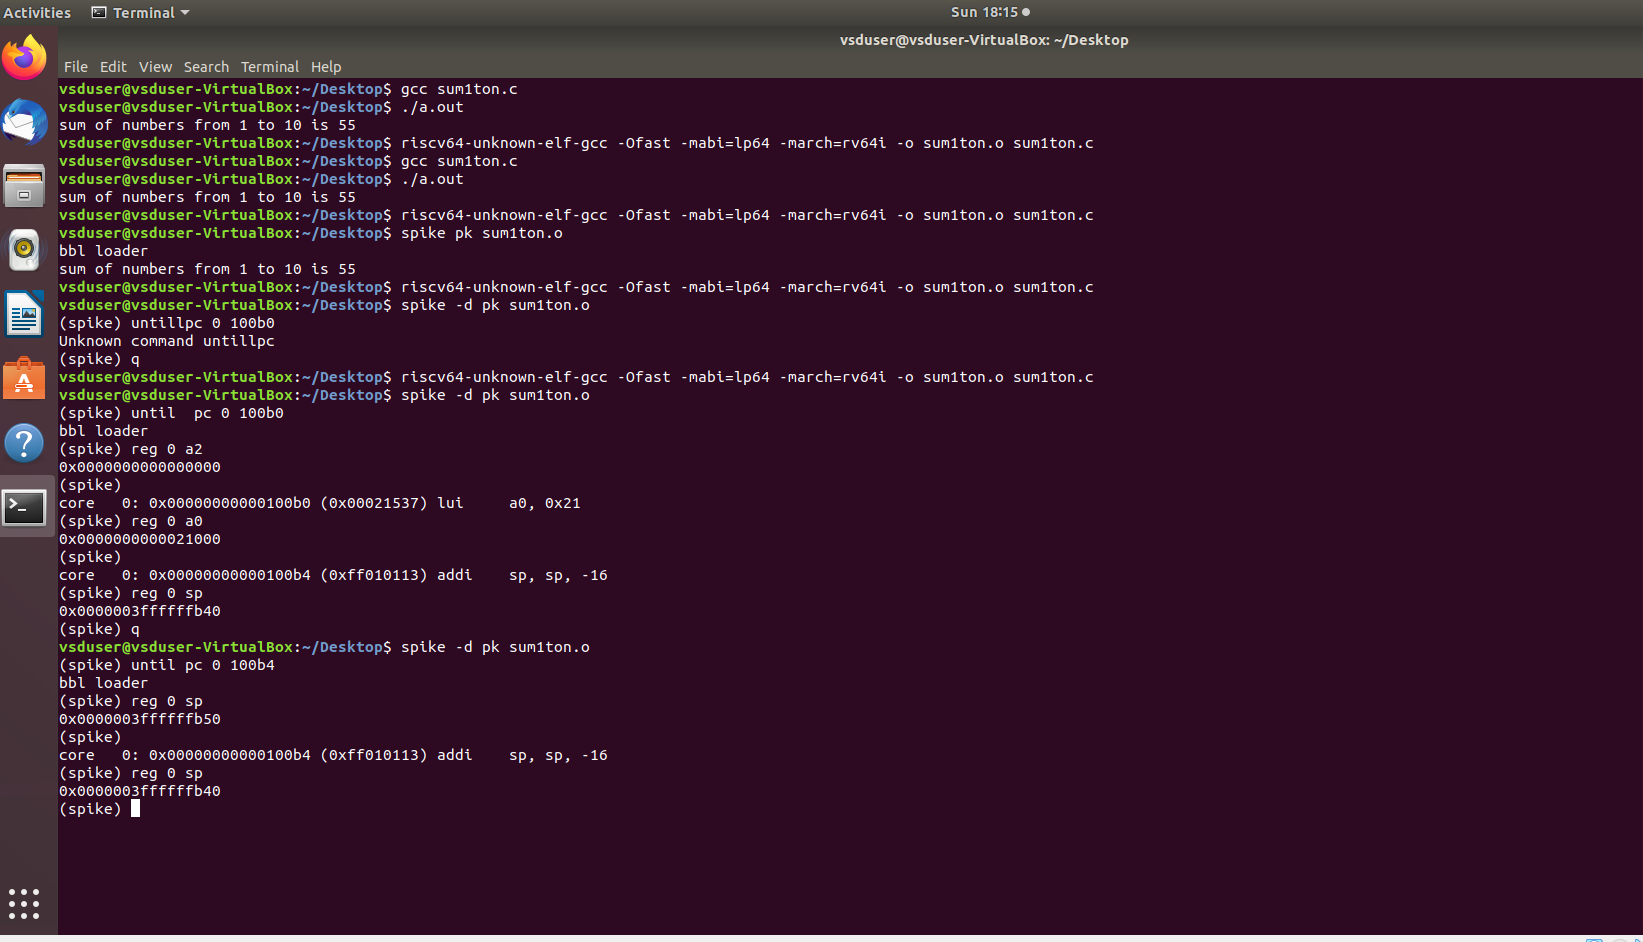 Activities Terminal Sun 18:15
vsduser@vsduser-VirtualBox: ~/Desktop
File Edit View Search Terminal Help
vsduser@vsduser-VirtualBox:~/Desktop$ gcc sum1ton.c
vsduser@vsduser-VirtualBox:~/Desktop$ ./a.out
sum of numbers from 1 to 10 is 55
vsduser@vsduser-VirtualBox:~/Desktop$ riscv64-unknown-elf-gcc -Ofast -mabi=lp64 -march=rv64i -o sum1ton.o sum1ton.c
vsduser@vsduser-VirtualBox:~/Desktop$ gcc sum1ton.c
vsduser@vsduser-VirtualBox:~/Desktop$ ./a.out
sum of numbers from 1 to 10 is 55
vsduser@vsduser-VirtualBox:~/Desktop$ riscv64-unknown-elf-gcc -Ofast -mabi=lp64 -march=rv64i -o sum1ton.o sum1ton.c
vsduser@vsduser-VirtualBox:~/Desktop$ spike pk sum1ton.o
bbl loader
sum of numbers from 1 to 10 is 55
vsduser@vsduser-VirtualBox:~/Desktop$ riscv64-unknown-elf-gcc -Ofast -mabi=lp64 -march=rv64i -o sum1ton.o sum1ton.c
vsduser@vsduser-VirtualBox:~/Desktop$ spike -d pk sum1ton.o
(spike) untillpc 0 100b0
Unknown command untillpc
(spike) q
vsduser@vsduser-VirtualBox:~/Desktop$ riscv64-unknown-elf-gcc -Ofast -mabi=lp64 -march=rv64i -o sum1ton.o sum1ton.c
vsduser@vsduser-VirtualBox:~/Desktop$ spike -d pk sum1ton.o
(spike) until  pc 0 100b0
bbl loader
(spike) reg 0 a2
0x0000000000000000
(spike)
core   0: 0x00000000000100b0 (0x00021537) lui     a0, 0x21
(spike) reg 0 a0
0x0000000000021000
(spike)
core   0: 0x00000000000100b4 (0xff010113) addi    sp, sp, -16
(spike) reg 0 sp
0x0000003ffffffb40
(spike) q
vsduser@vsduser-VirtualBox:~/Desktop$ spike -d pk sum1ton.o
(spike) until pc 0 100b4
bbl loader
(spike) reg 0 sp
0x0000003ffffffb50
(spike)
core   0: 0x00000000000100b4 (0xff010113) addi    sp, sp, -16
(spike) reg 0 sp
0x0000003ffffffb40
(spike)